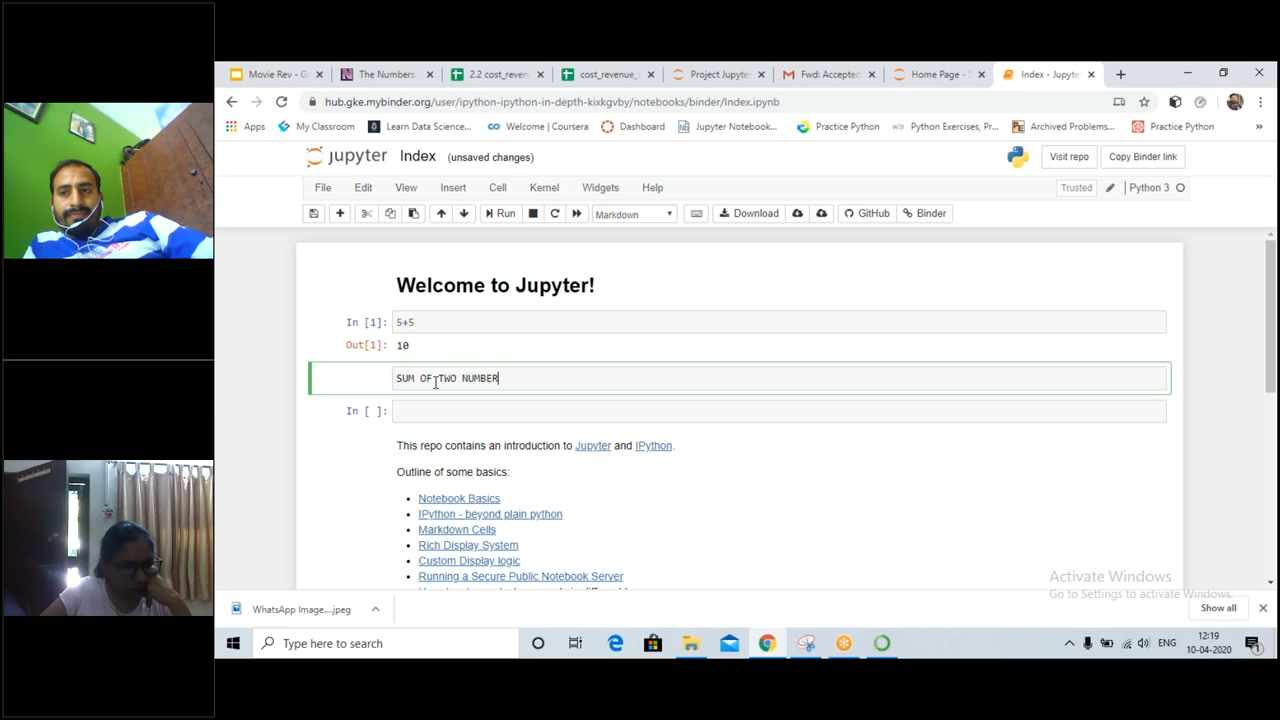 Movie Rev - G
The Numbers
2.2 cost_reven
cost_revenue_
Project Jupyte
Fwd: Accepted
Home Page - S
Index - Jupyte
hub.gke.mybinder.org/user/ipython-ipython-in-depth-kixkgvby/notebooks/binder/Index.ipynb
Apps
My Classroom
Learn Data Science...
Welcome | Coursera
Dashboard
Jupyter Notebook...
Practice Python
Python Exercises, Pr...
Archived Problems...
Practice Python
jupyter Index (unsaved changes)
Visit repo
Copy Binder link
File Edit View Insert Cell Kernel Widgets Help
Trusted
Python 3
Run
Markdown
Download
GitHub
Binder
Welcome to Jupyter!
In [1]: 5+5
Out[1]: 10
SUM OF TWO NUMBER
In [ ]:
This repo contains an introduction to Jupyter and IPython.
Outline of some basics:
• Notebook Basics
• IPython - beyond plain python
• Markdown Cells
• Rich Display System
• Custom Display logic
• Running a Secure Public Notebook Server
Activate Windows
Go to Settings to activate Windows.
WhatsApp Image....jpeg
Show all
Type here to search
ENG
12:19
10-04-2020